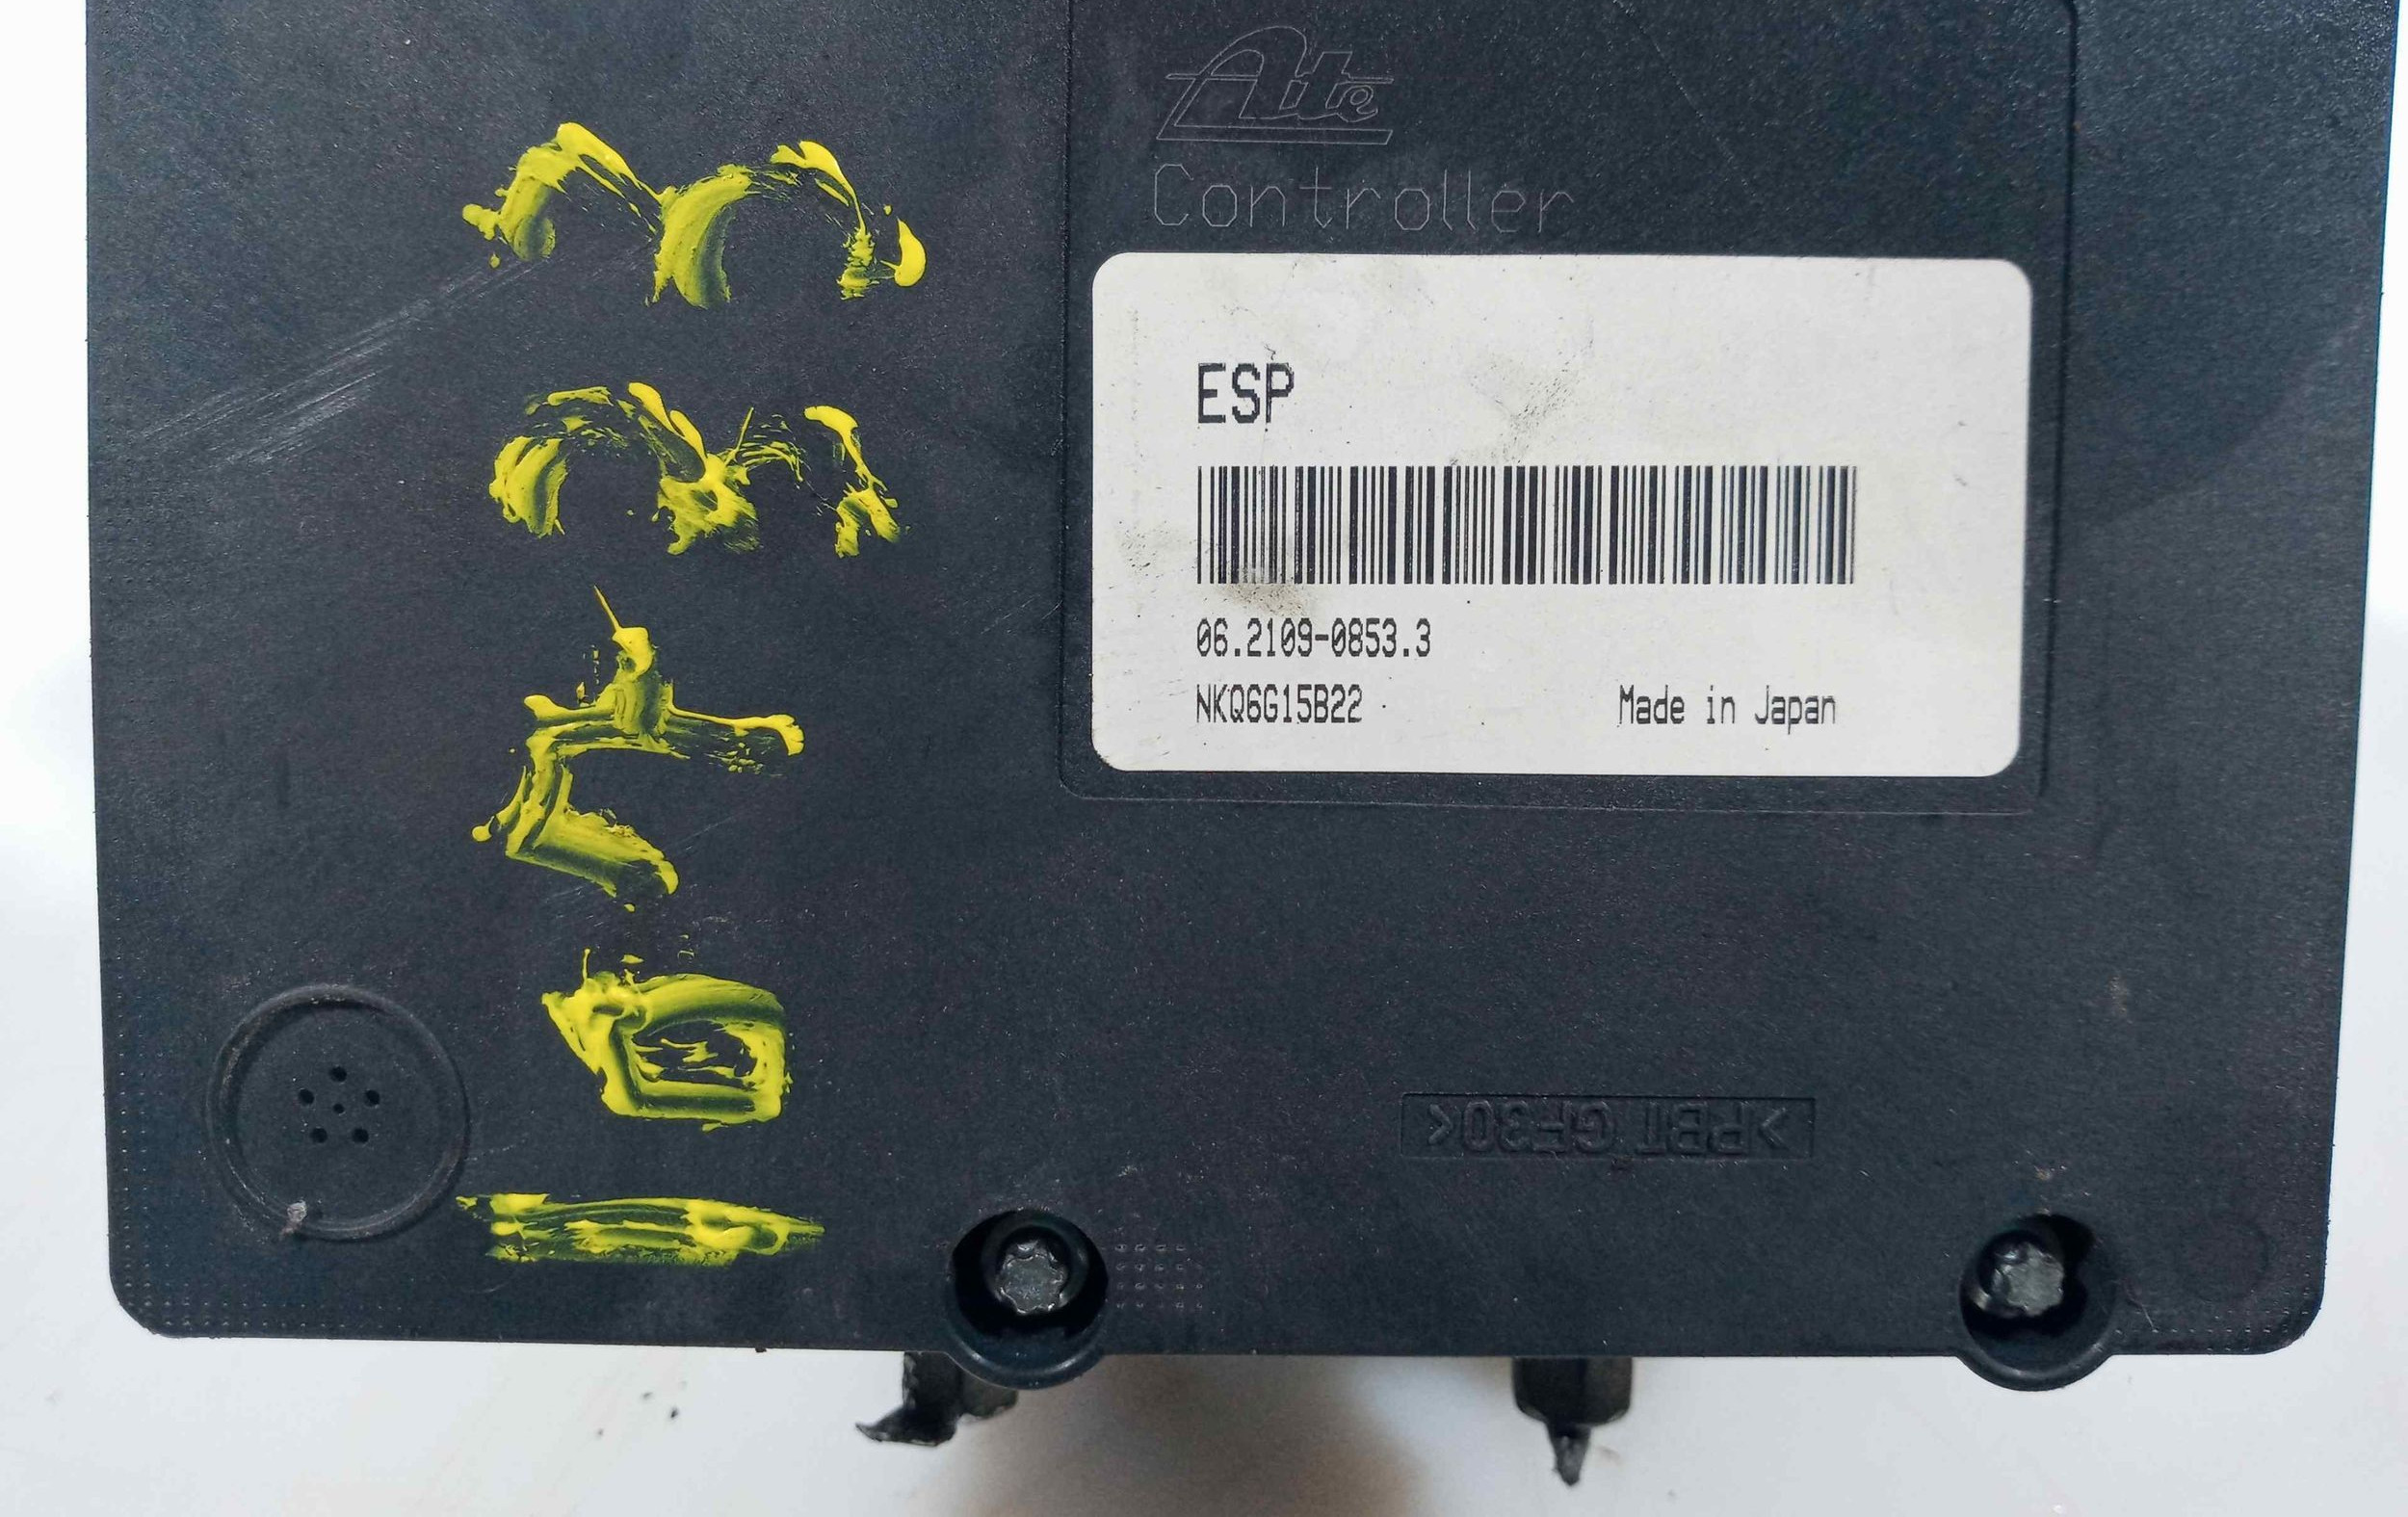 Ate
Controller
ESP
06.2109-0853.3
NKQ6G15B22
Made in Japan
>PBT GF30<